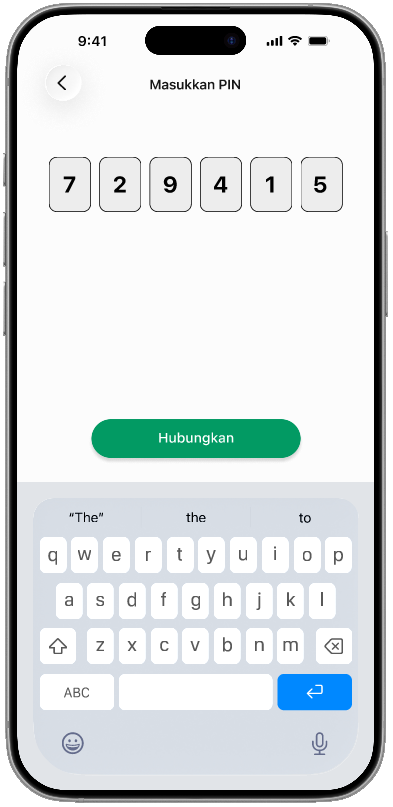 9:41
Masukkan PIN
7 2 9 4 1 5
Hubungkan
“The” the to
q w e r t y u i o p
a s d f g h j k l
z x c v b n m
ABC